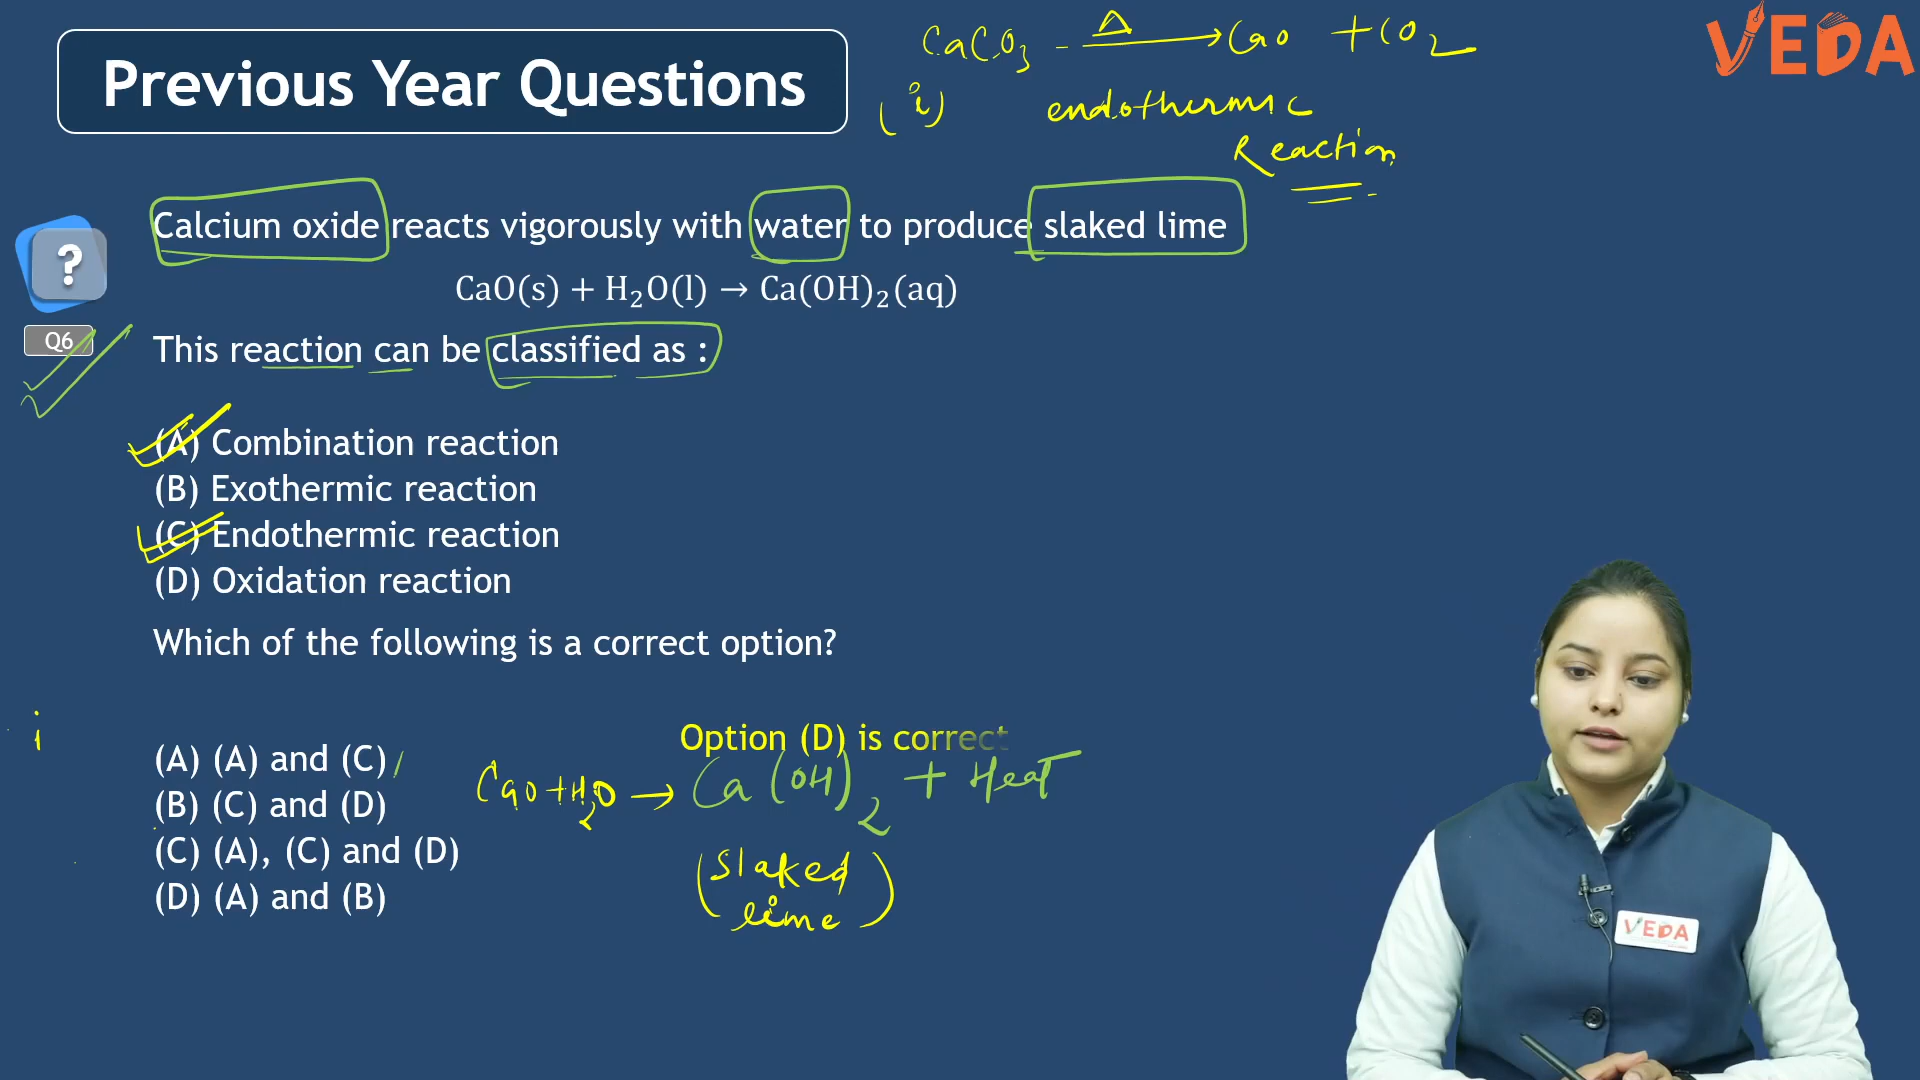 Previous Year Questions
CaCO3 → CaO + CO2
Δ
VEDA
(i) endothermic
Reaction
Calcium oxide reacts vigorously with water to produce slaked lime
?
CaO(s) + H₂O(l) → Ca(OH)₂(aq)
Q6
This reaction can be classified as :
(A) Combination reaction
(B) Exothermic reaction
(C) Endothermic reaction
(D) Oxidation reaction
Which of the following is a correct option?
i
Option (D) is correct
(A) (A) and (C)
CaO + H2O → Ca(OH)2 + Heat
(B) (C) and (D)
(C) (A), (C) and (D)
(Slaked
lime)
(D) (A) and (B)
VEDA